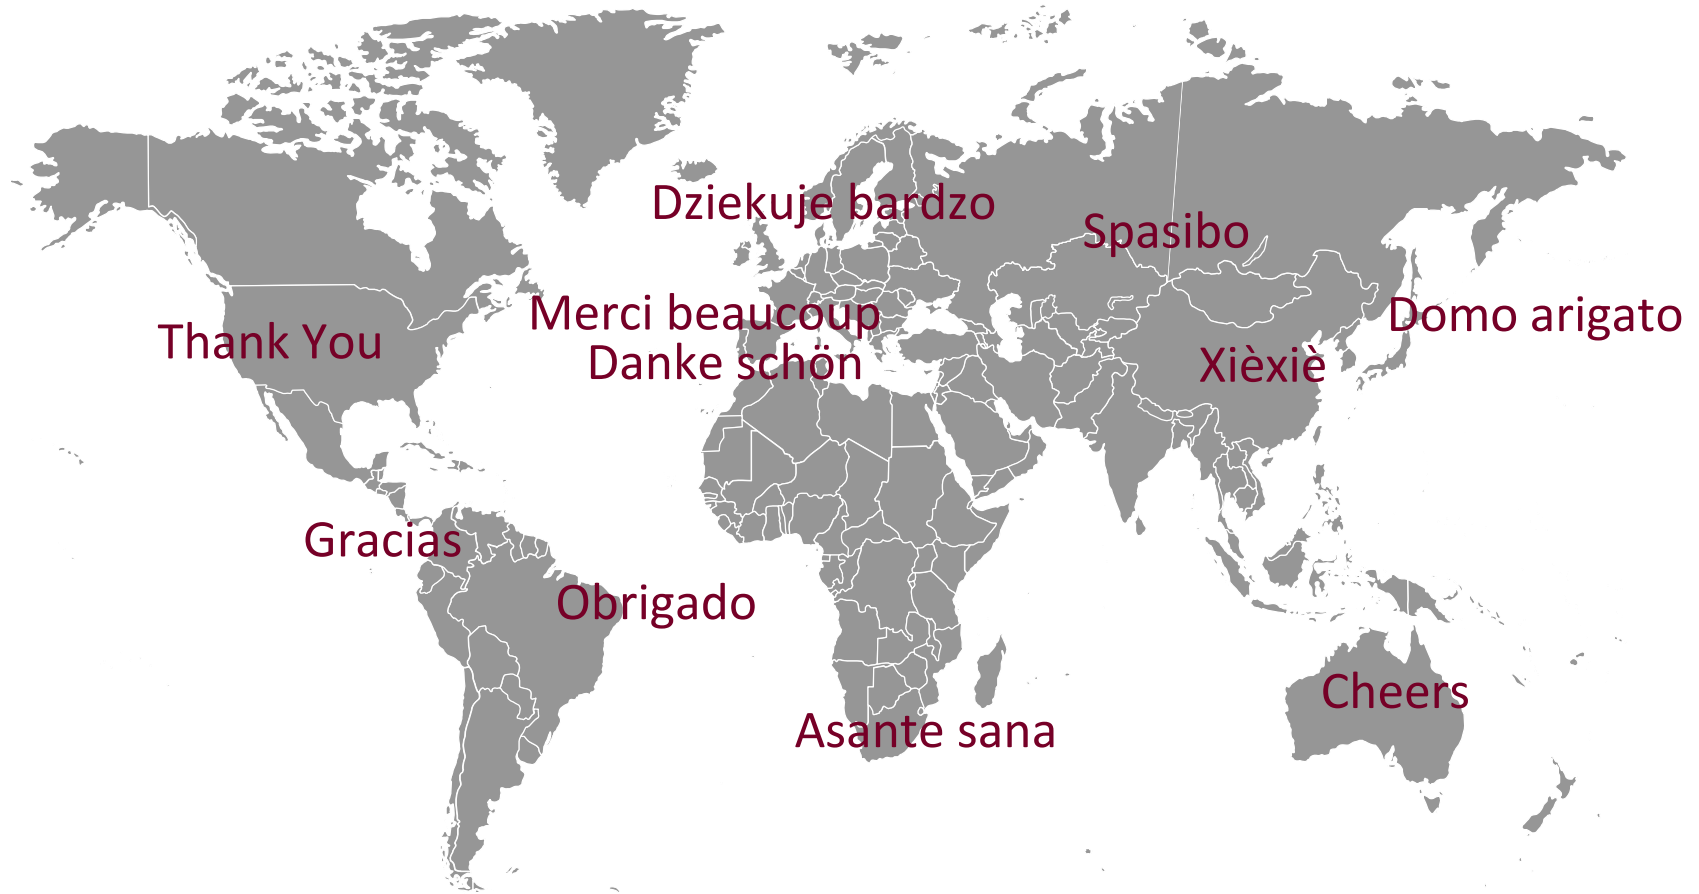 Dziekuje bardzo
Spasibo
Merci beaucoup
Domo arigato
Thank You
Danke schön
Xièxiè
Gracias
Obrigado
Cheers
Asante sana